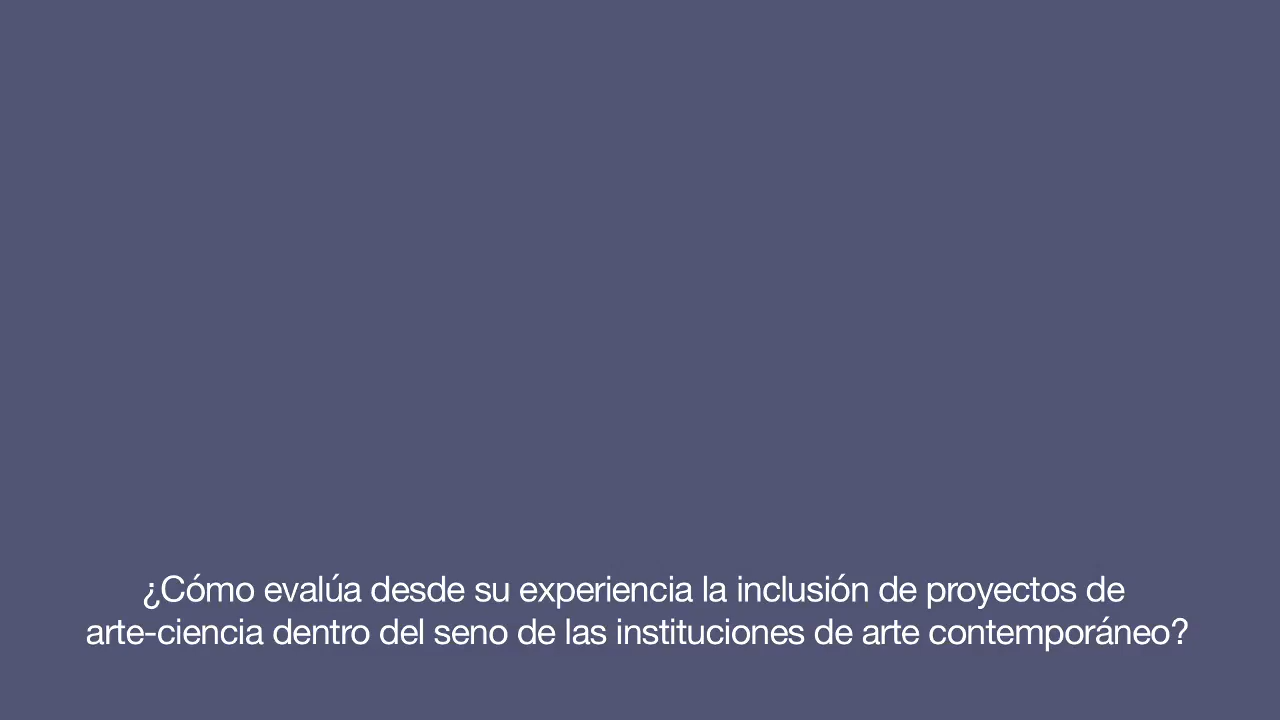 ¿Cómo evalúa desde su experiencia la inclusión de proyectos de
arte-ciencia dentro del seno de las instituciones de arte contemporáneo?